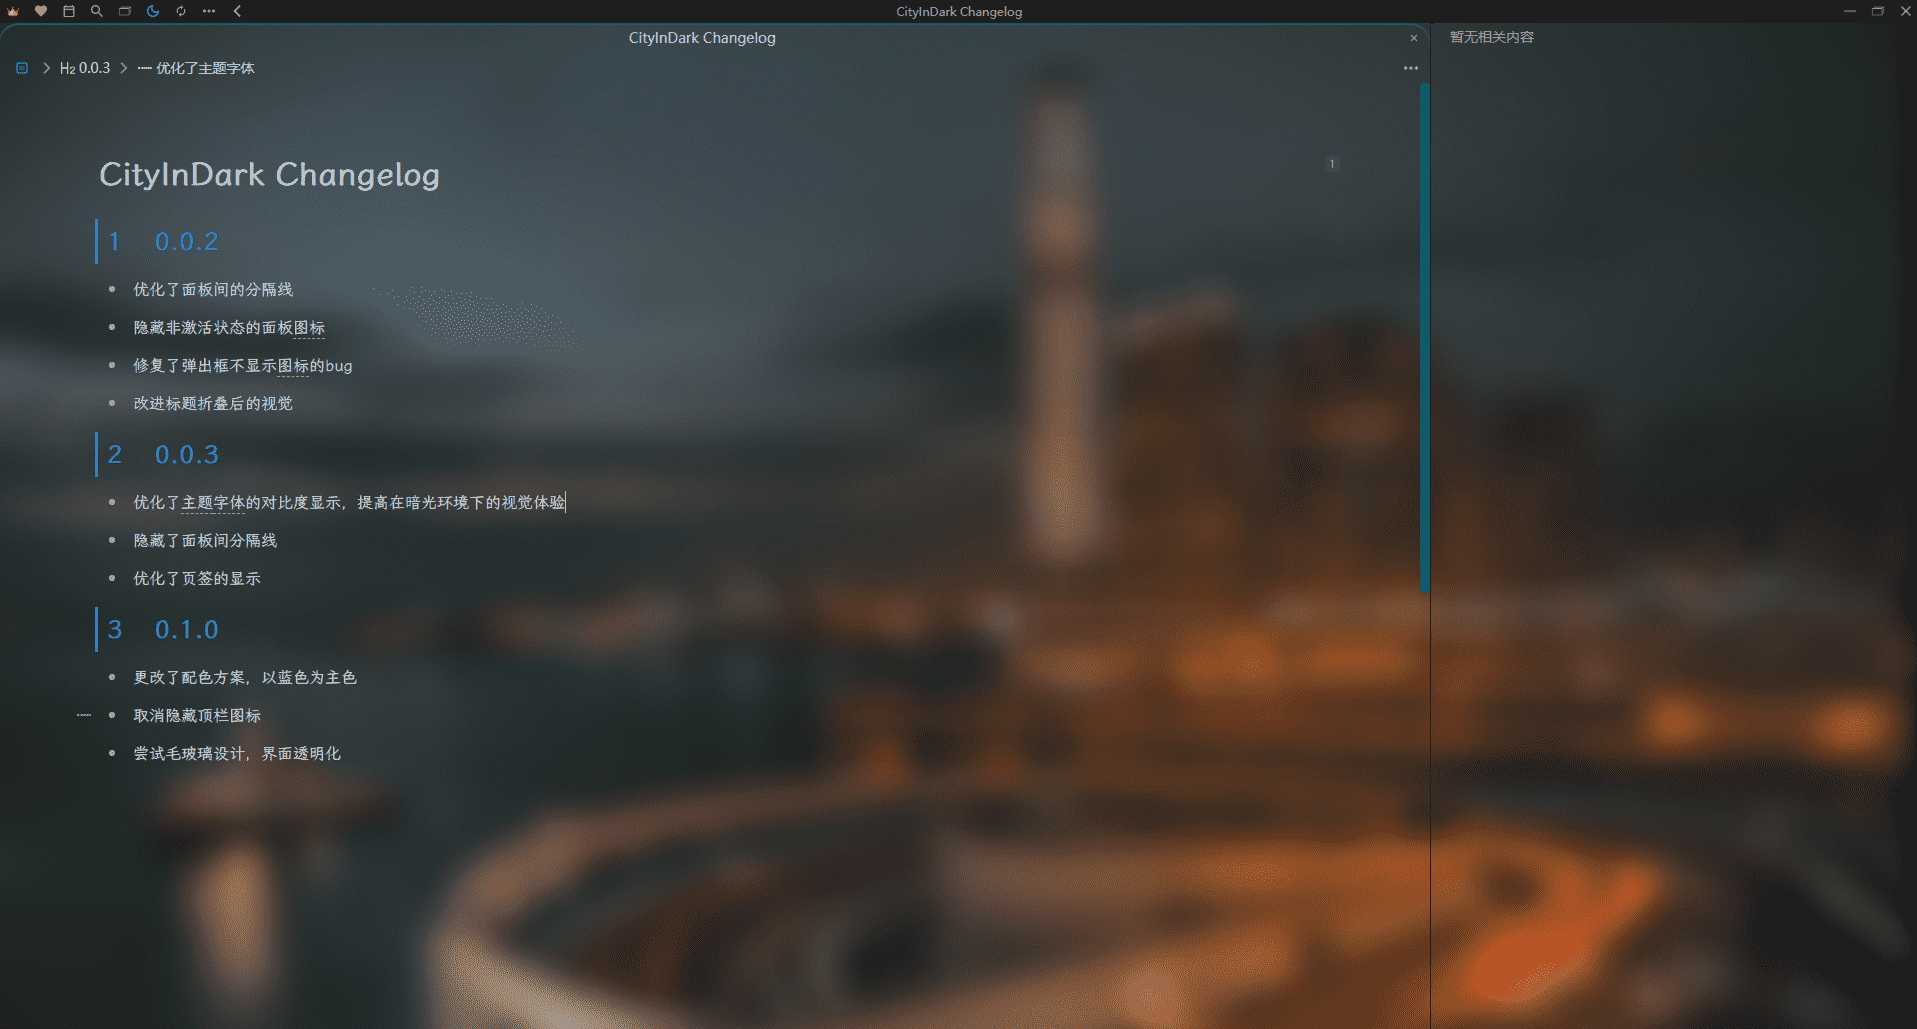 CityInDark Changelog
CityInDark Changelog
暂无相关内容
H2 0.0.3 优化了主题字体
CityInDark Changelog
1
1 0.0.2
优化了面板间的分隔线
隐藏非激活状态的面板图标
修复了弹出框不显示图标的bug
改进标题折叠后的视觉
2 0.0.3
优化了主题字体的对比度显示，提高在暗光环境下的视觉体验
隐藏了面板间分隔线
优化了页签的显示
3 0.1.0
更改了配色方案，以蓝色为主色
取消隐藏顶栏图标
尝试毛玻璃设计，界面透明化